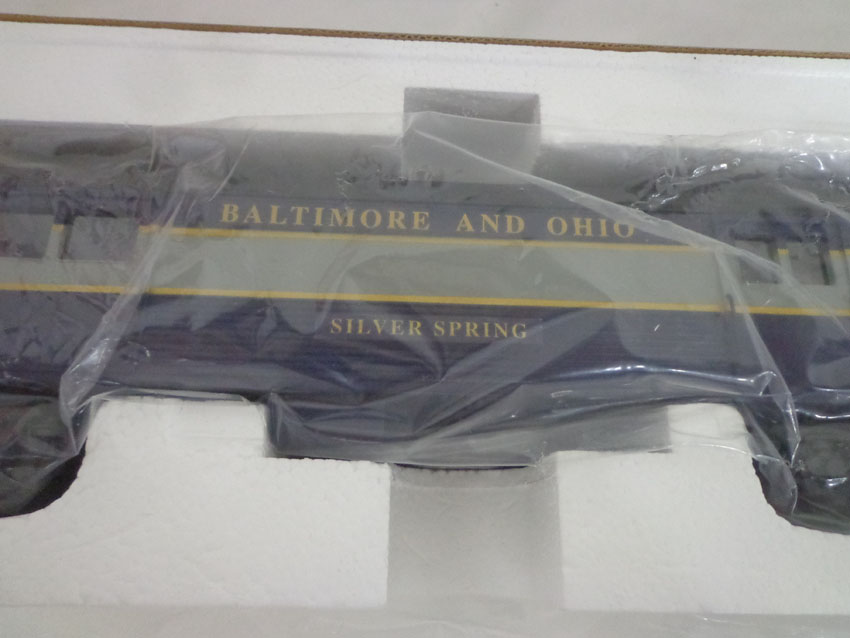 BALTIMORE AND OHIO
SILVER SPRING